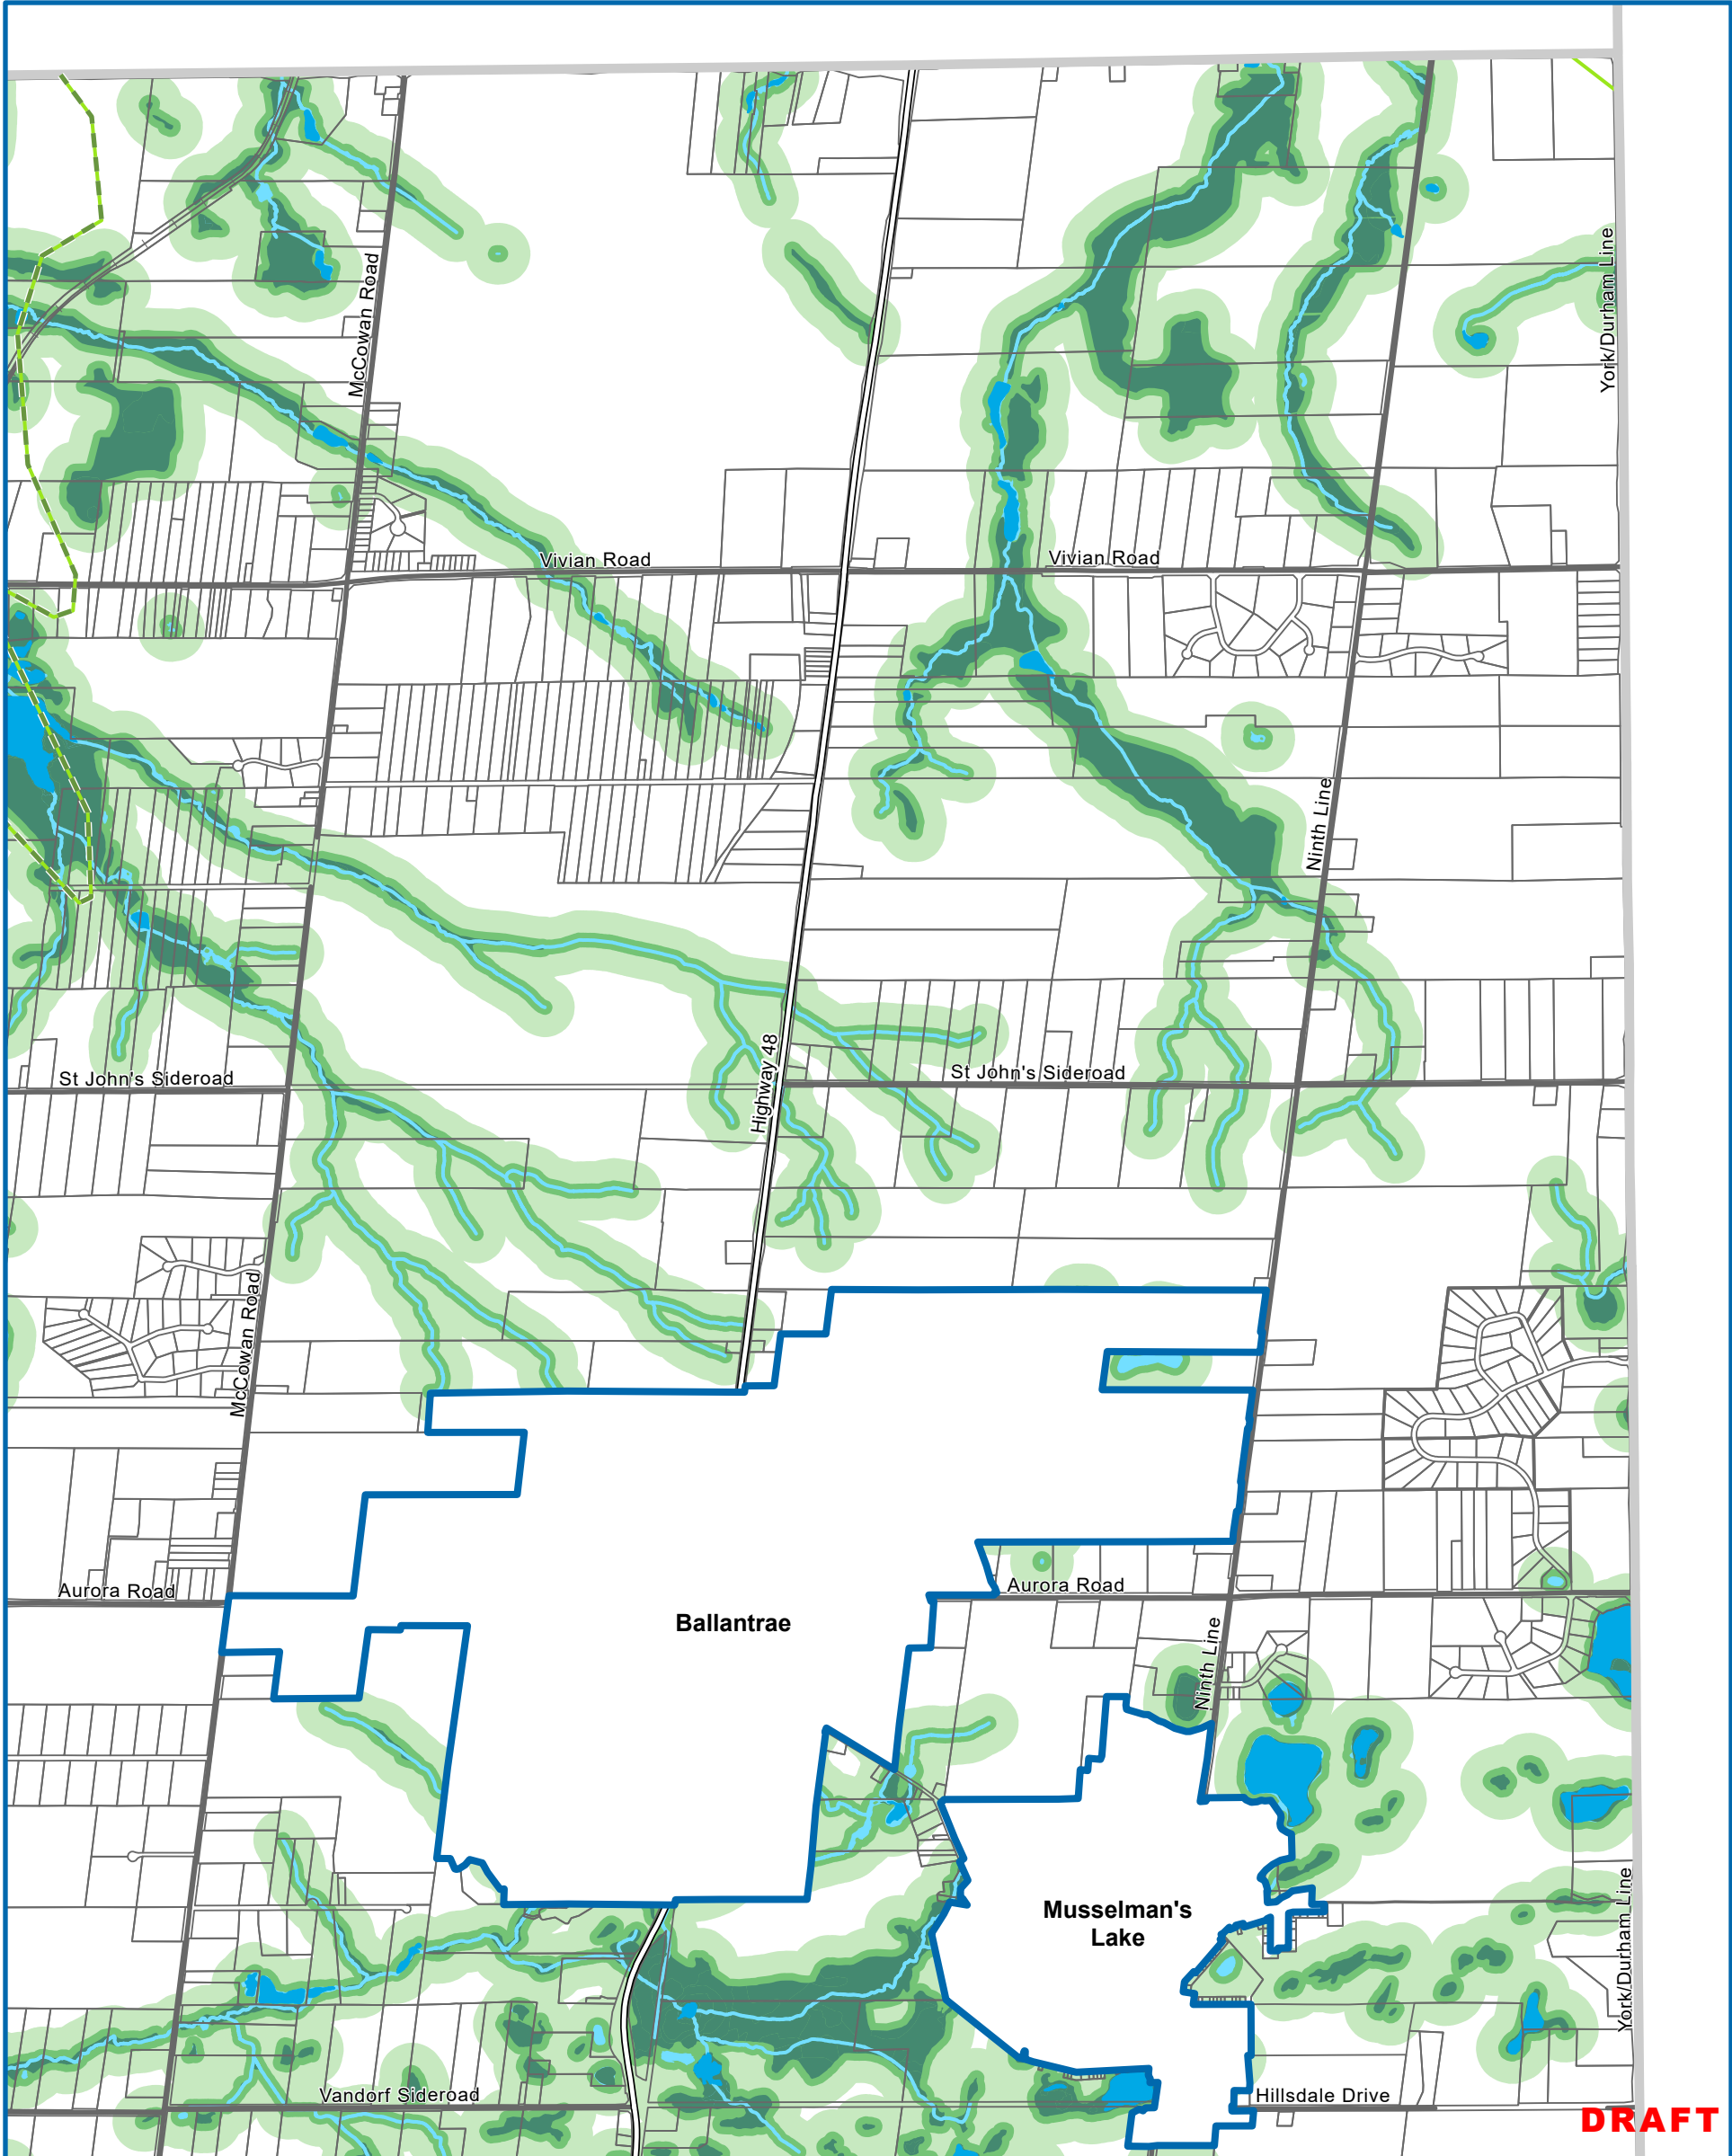 McCowan Road
York/Durham Line
Vivian Road
Vivian Road
Ninth Line
St John's Sideroad
Highway 48
St John's Sideroad
McCowan Road
Aurora Road
Aurora Road
Ballantrae
Ninth Line
Musselman's
Lake
York/Durham Line
Vandorf Sideroad
Hillsdale Drive
DRAFT